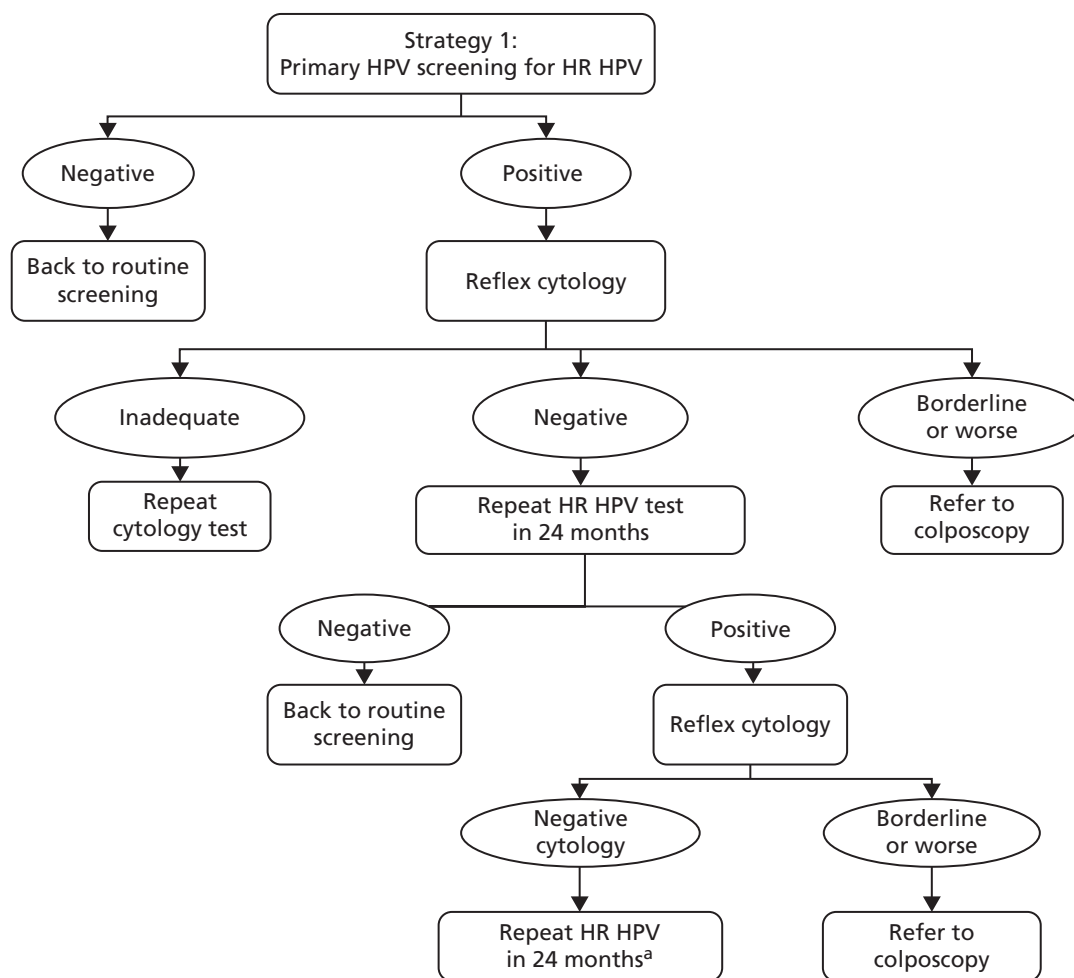 Strategy 1:
Primary HPV screening for HR HPV
Negative
Positive
Back to routine
screening
Reflex cytology
Inadequate
Negative
Borderline
or worse
Repeat
cytology test
Repeat HR HPV test
in 24 months
Refer to
colposcopy
Negative
Positive
Back to routine
screening
Reflex cytology
Negative
cytology
Borderline
or worse
Repeat HR HPV
in 24 monthsᵃ
Refer to
colposcopy